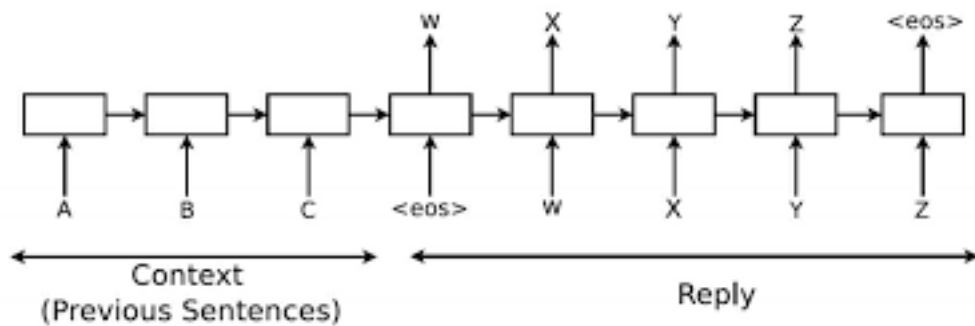 W X Y Z <eos>
A B C <eos> W X Y Z
Context
(Previous Sentences)
Reply